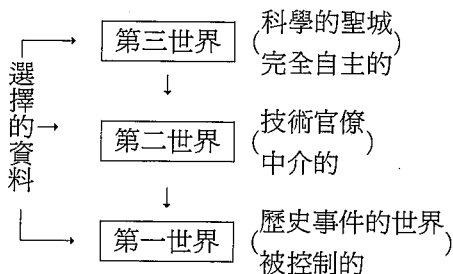 選擇的資料
第三世界
(科學的聖城
完全自主的)
第二世界
(技術官僚
中介的)
第一世界
(歷史事件的世界
被控制的)